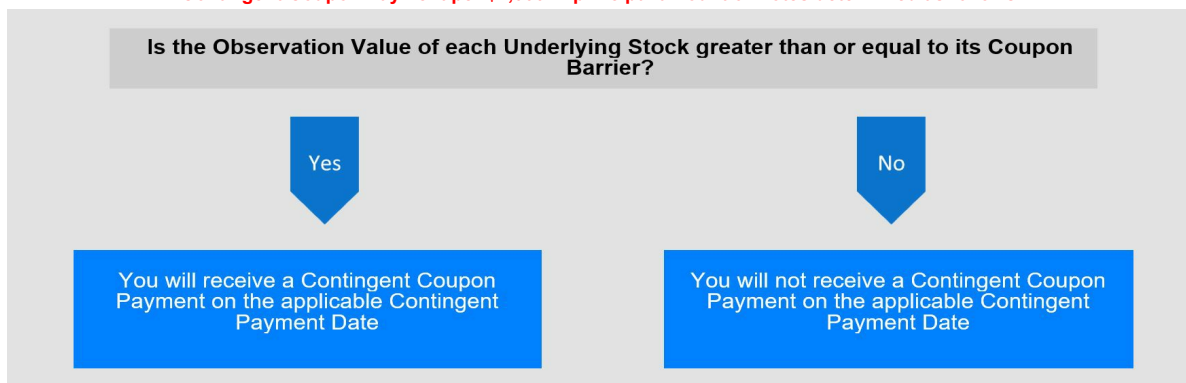 Is the Observation Value of each Underlying Stock greater than or equal to its Coupon
Barrier?
Yes
No
You will receive a Contingent Coupon
Payment on the applicable Contingent
Payment Date
You will not receive a Contingent Coupon
Payment on the applicable Contingent
Payment Date